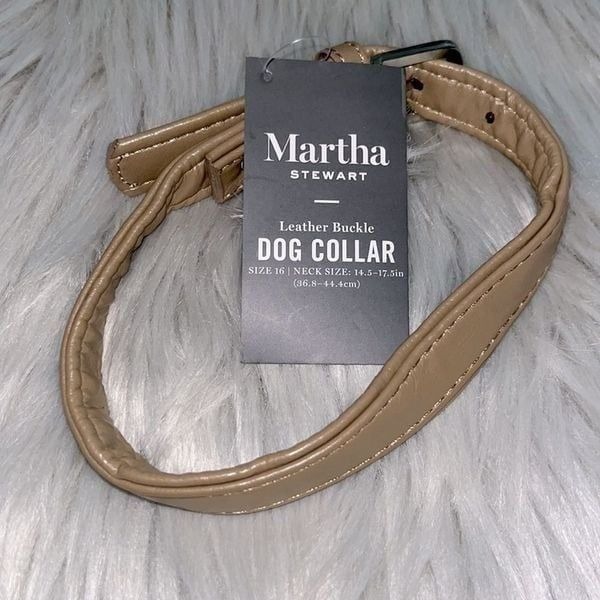 Martha
STEWART
Leather Buckle
DOG COLLAR
SIZE 16 | NECK SIZE: 14.5–17.5in
(36.8–44.4cm)